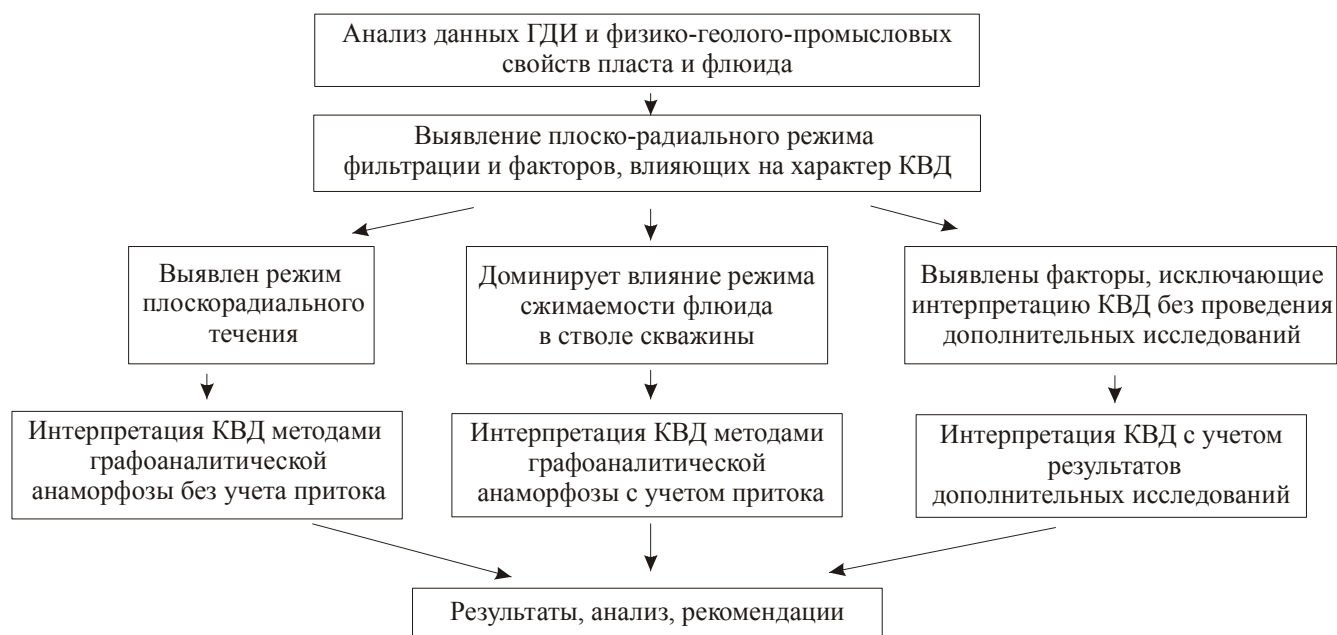 Анализ данных ГДИ и физико-геолого-промысловых
свойств пласта и флюида
Выявление плоско-радиального режима
фильтрации и факторов, влияющих на характер КВД
Выявлен режим
плоскорадиального
течения
Доминирует влияние режима
сжимаемости флюида
в стволе скважины
Выявлены факторы, исключающие
интерпретацию КВД без проведения
дополнительных исследований
Интерпретация КВД методами
графоаналитической
анаморфозы без учета притока
Интерпретация КВД методами
графоаналитической
анаморфозы с учетом притока
Интерпретация КВД с учетом
результатов
дополнительных исследований
Результаты, анализ, рекомендации